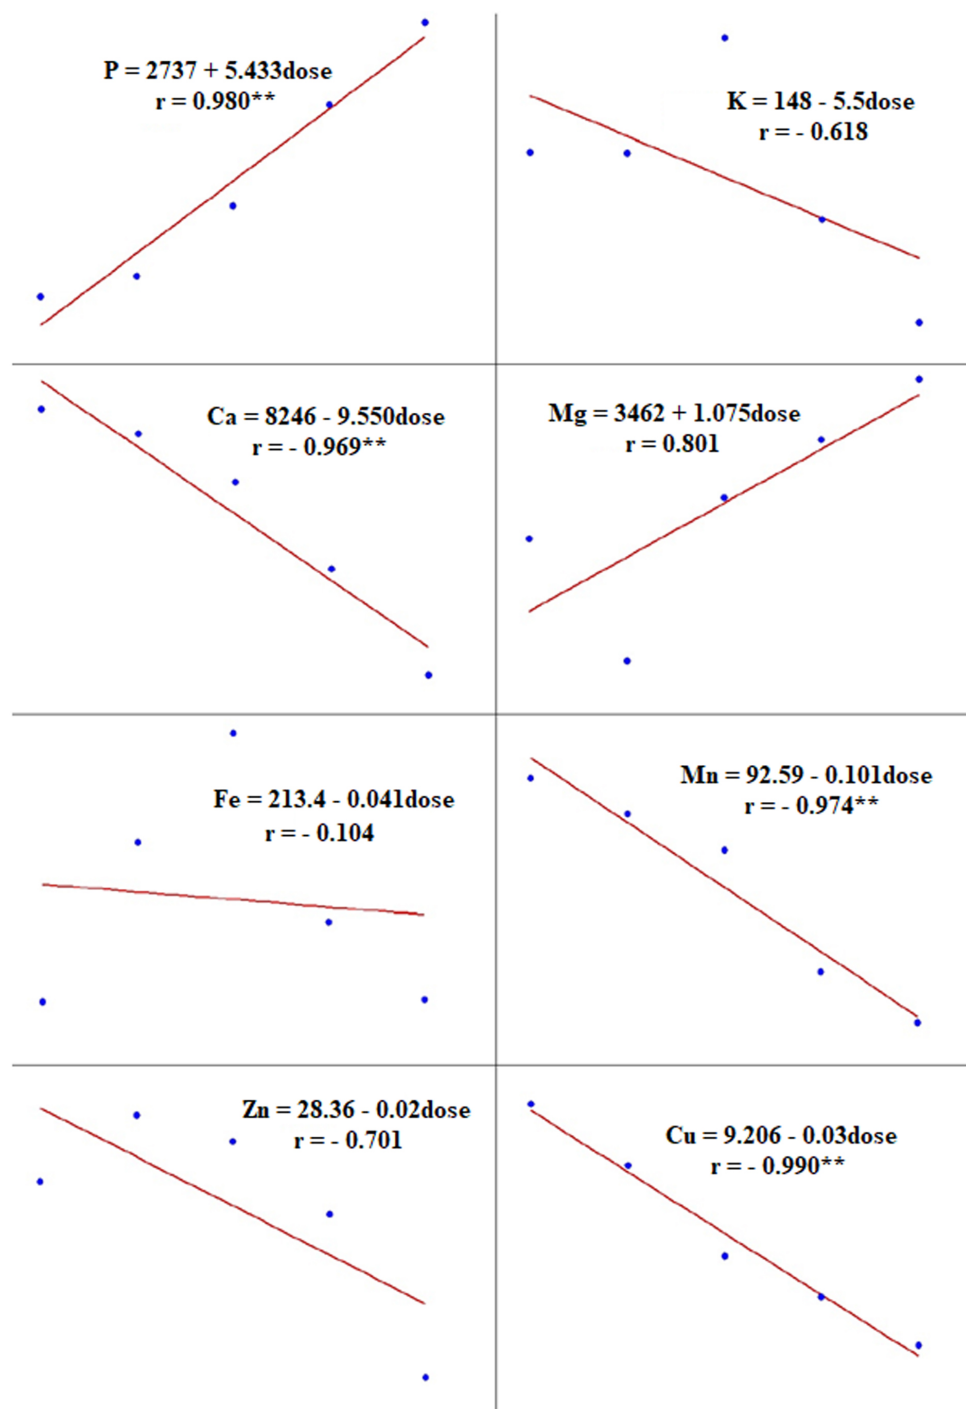 P = 2737 + 5.433dose
r = 0.980**
K = 148 - 5.5dose
r = - 0.618
Ca = 8246 - 9.550dose
r = - 0.969**
Mg = 3462 + 1.075dose
r = 0.801
Fe = 213.4 - 0.041dose
r = - 0.104
Mn = 92.59 - 0.101dose
r = - 0.974**
Zn = 28.36 - 0.02dose
r = - 0.701
Cu = 9.206 - 0.03dose
r = - 0.990**